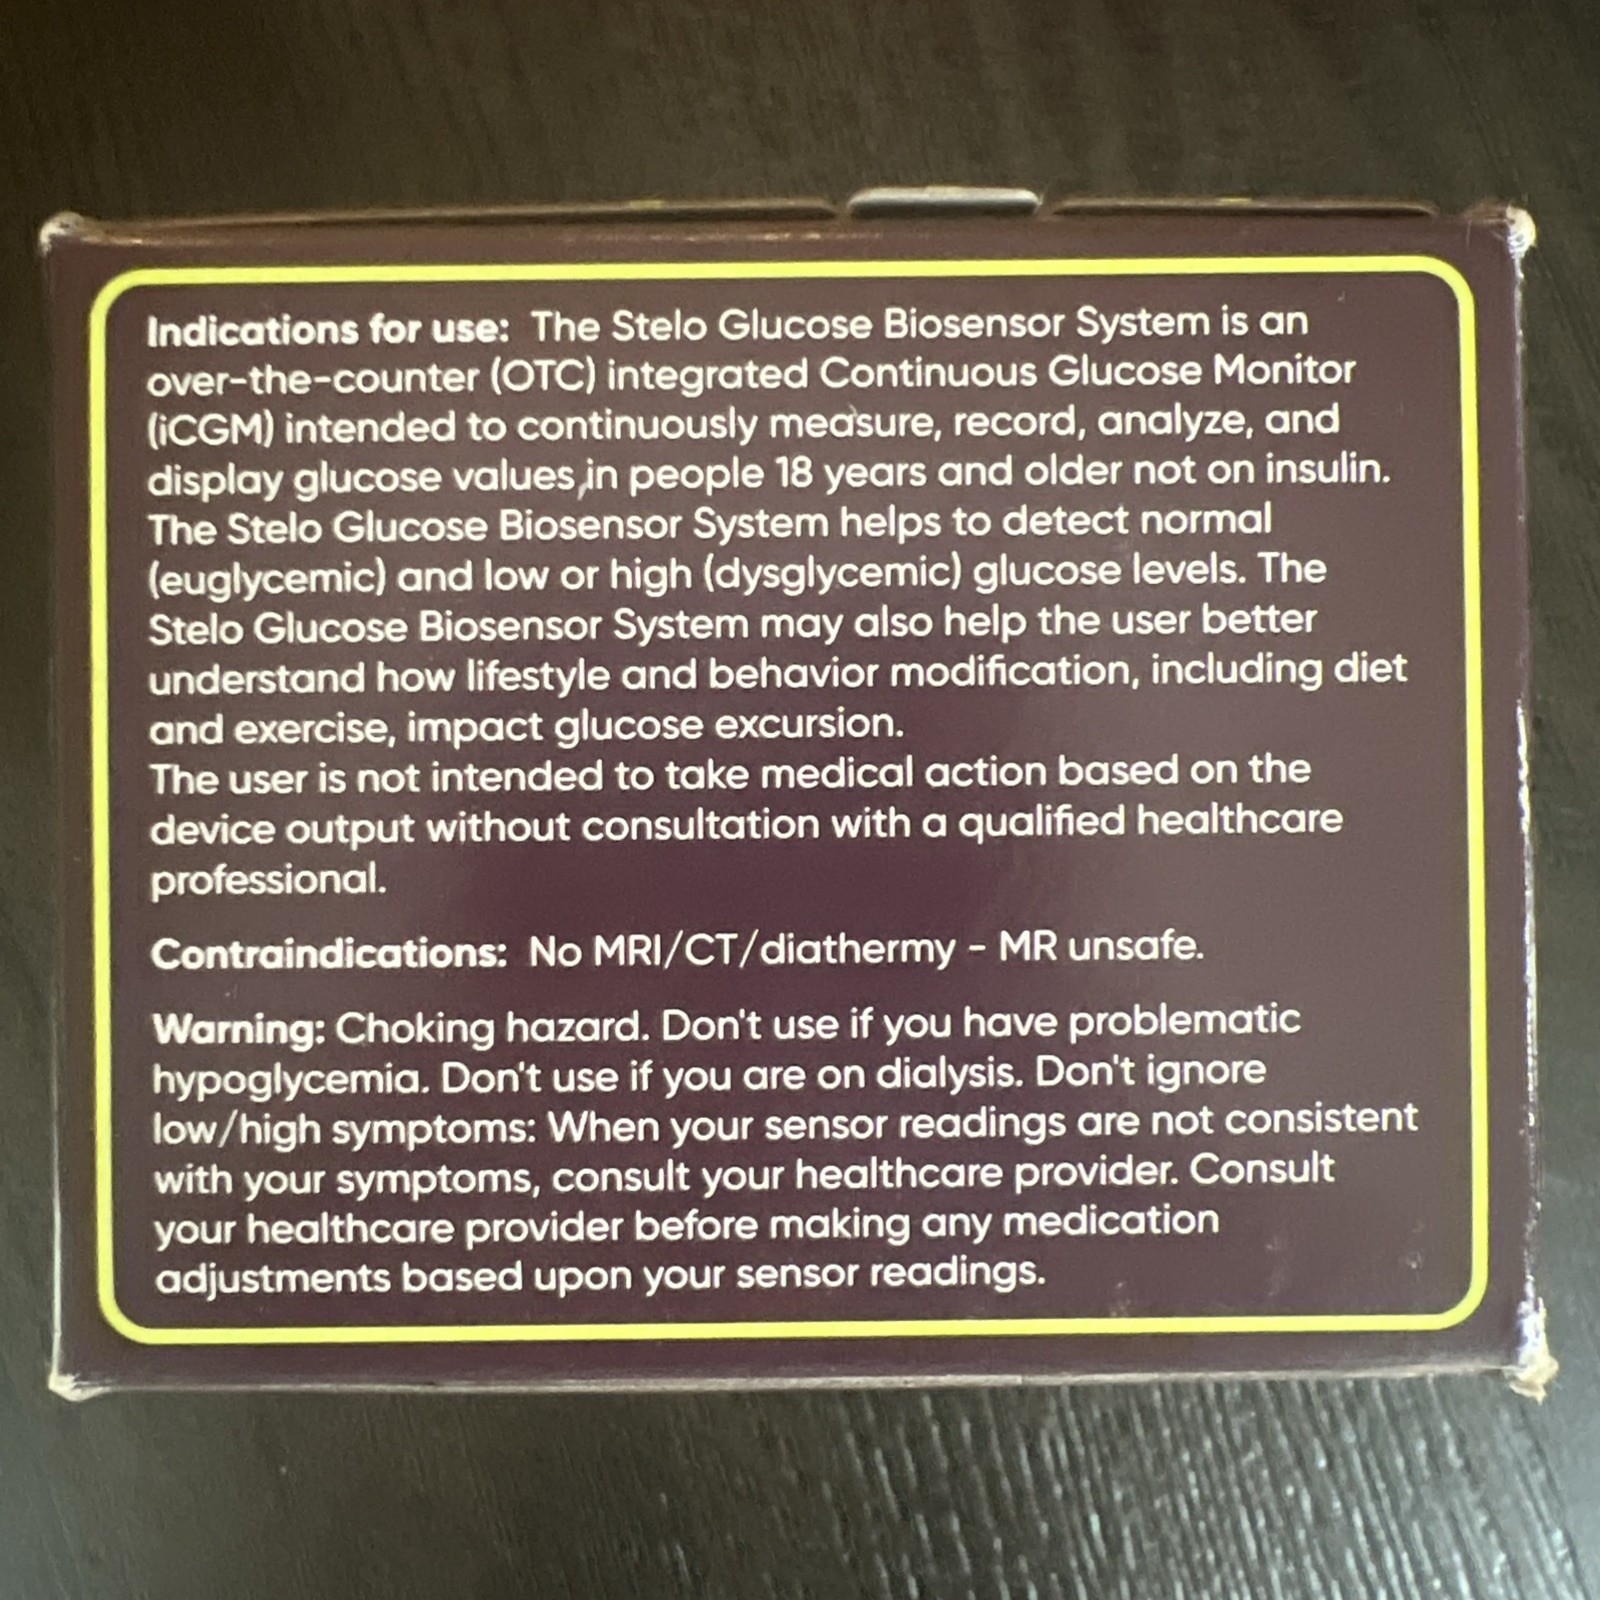 Indications for use: The Stelo Glucose Biosensor System is an
over-the-counter (OTC) integrated Continuous Glucose Monitor
(iCGM) intended to continuously measure, record, analyze, and
display glucose values in people 18 years and older not on insulin.
The Stelo Glucose Biosensor System helps to detect normal
(euglycemic) and low or high (dysglycemic) glucose levels. The
Stelo Glucose Biosensor System may also help the user better
understand how lifestyle and behavior modification, including diet
and exercise, impact glucose excursion.
The user is not intended to take medical action based on the
device output without consultation with a qualified healthcare
professional.
Contraindications: No MRI/CT/diathermy - MR unsafe.
Warning: Choking hazard. Don't use if you have problematic
hypoglycemia. Don't use if you are on dialysis. Don't ignore
low/high symptoms: When your sensor readings are not consistent
with your symptoms, consult your healthcare provider. Consult
your healthcare provider before making any medication
adjustments based upon your sensor readings.